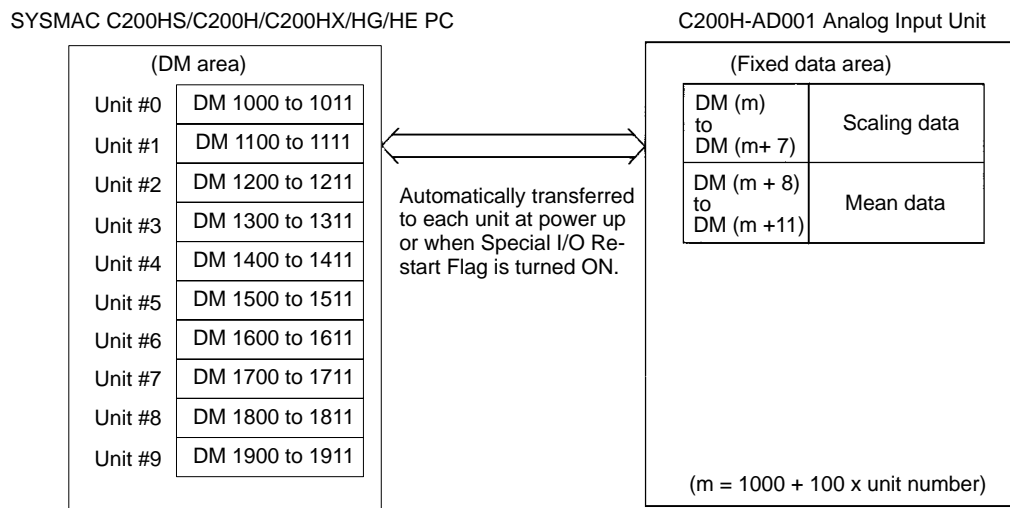 SYSMAC C200HS/C200H/C200HX/HG/HE PC
(DM area)
Unit #0 DM 1000 to 1011
Unit #1 DM 1100 to 1111
Unit #2 DM 1200 to 1211
Unit #3 DM 1300 to 1311
Unit #4 DM 1400 to 1411
Unit #5 DM 1500 to 1511
Unit #6 DM 1600 to 1611
Unit #7 DM 1700 to 1711
Unit #8 DM 1800 to 1811
Unit #9 DM 1900 to 1911
Automatically transferred
to each unit at power up
or when Special I/O Re-
start Flag is turned ON.
C200H-AD001 Analog Input Unit
(Fixed data area)
DM (m)
to
DM (m+ 7)
Scaling data
DM (m + 8)
to
DM (m +11)
Mean data
(m = 1000 + 100 x unit number)